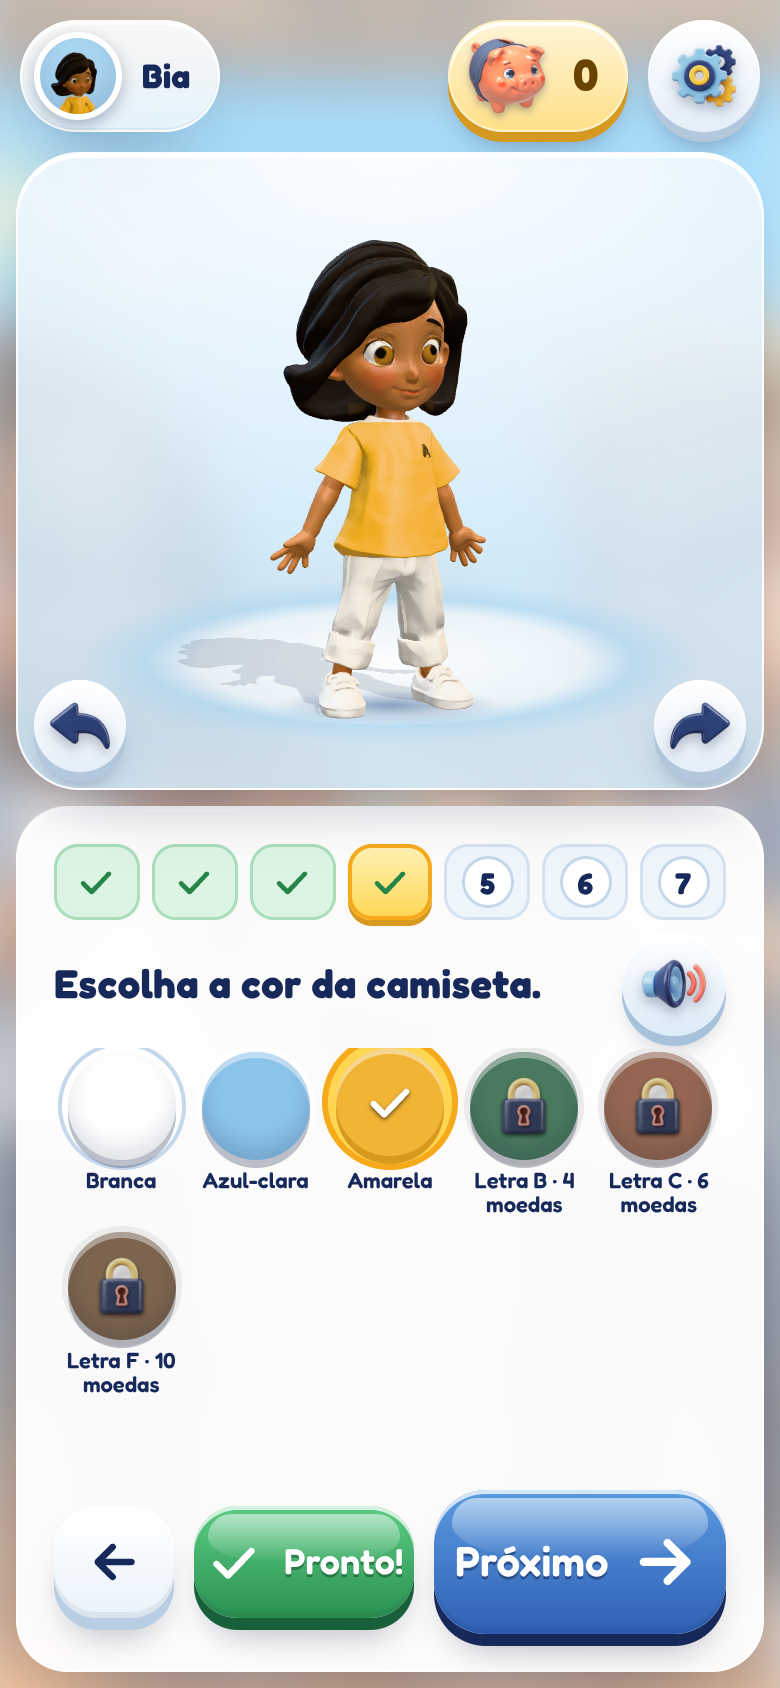 Bia
0
5 6 7
Escolha a cor da camiseta.
Branca Azul-clara Amarela Letra B · 4 moedas Letra C · 6 moedas
Letra F · 10 moedas
Pronto! Próximo